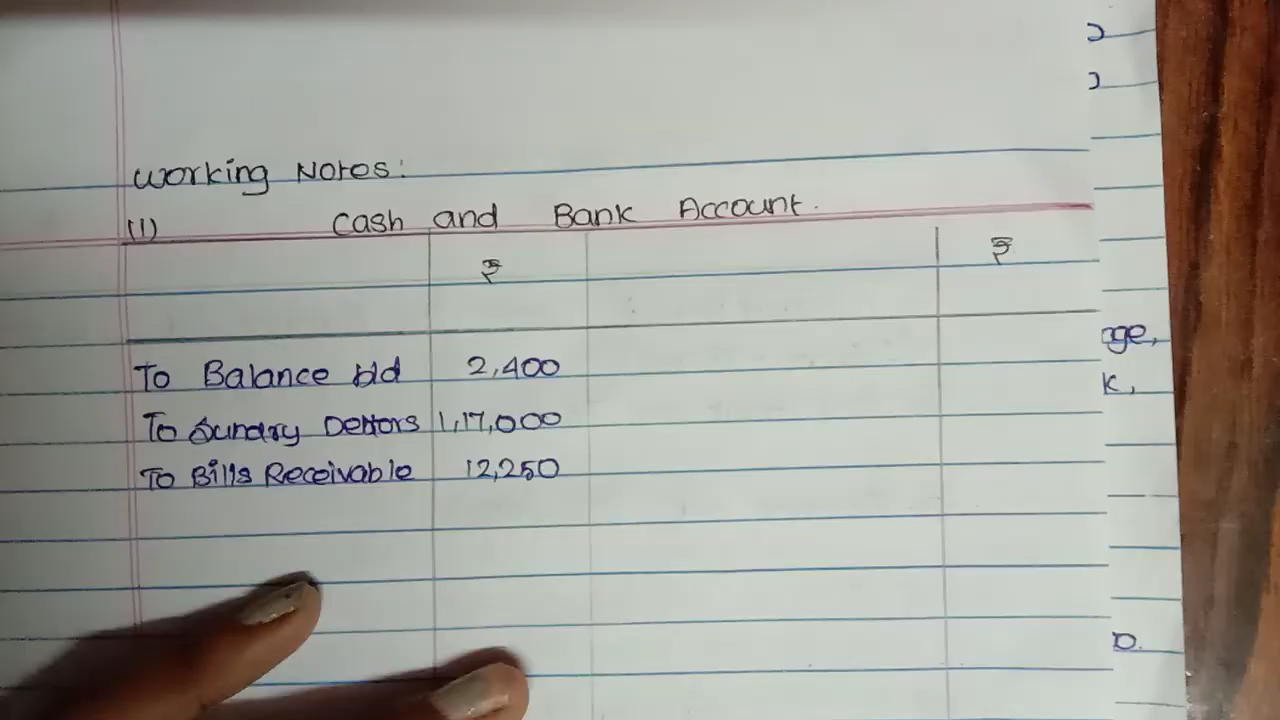 Working Notes:
(1) Cash and Bank Account.
₹ ₹
To Balance b/d 2,400
To Sundry Debtors 1,17,000
To Bills Receivable 12,250
age,
K,
D.